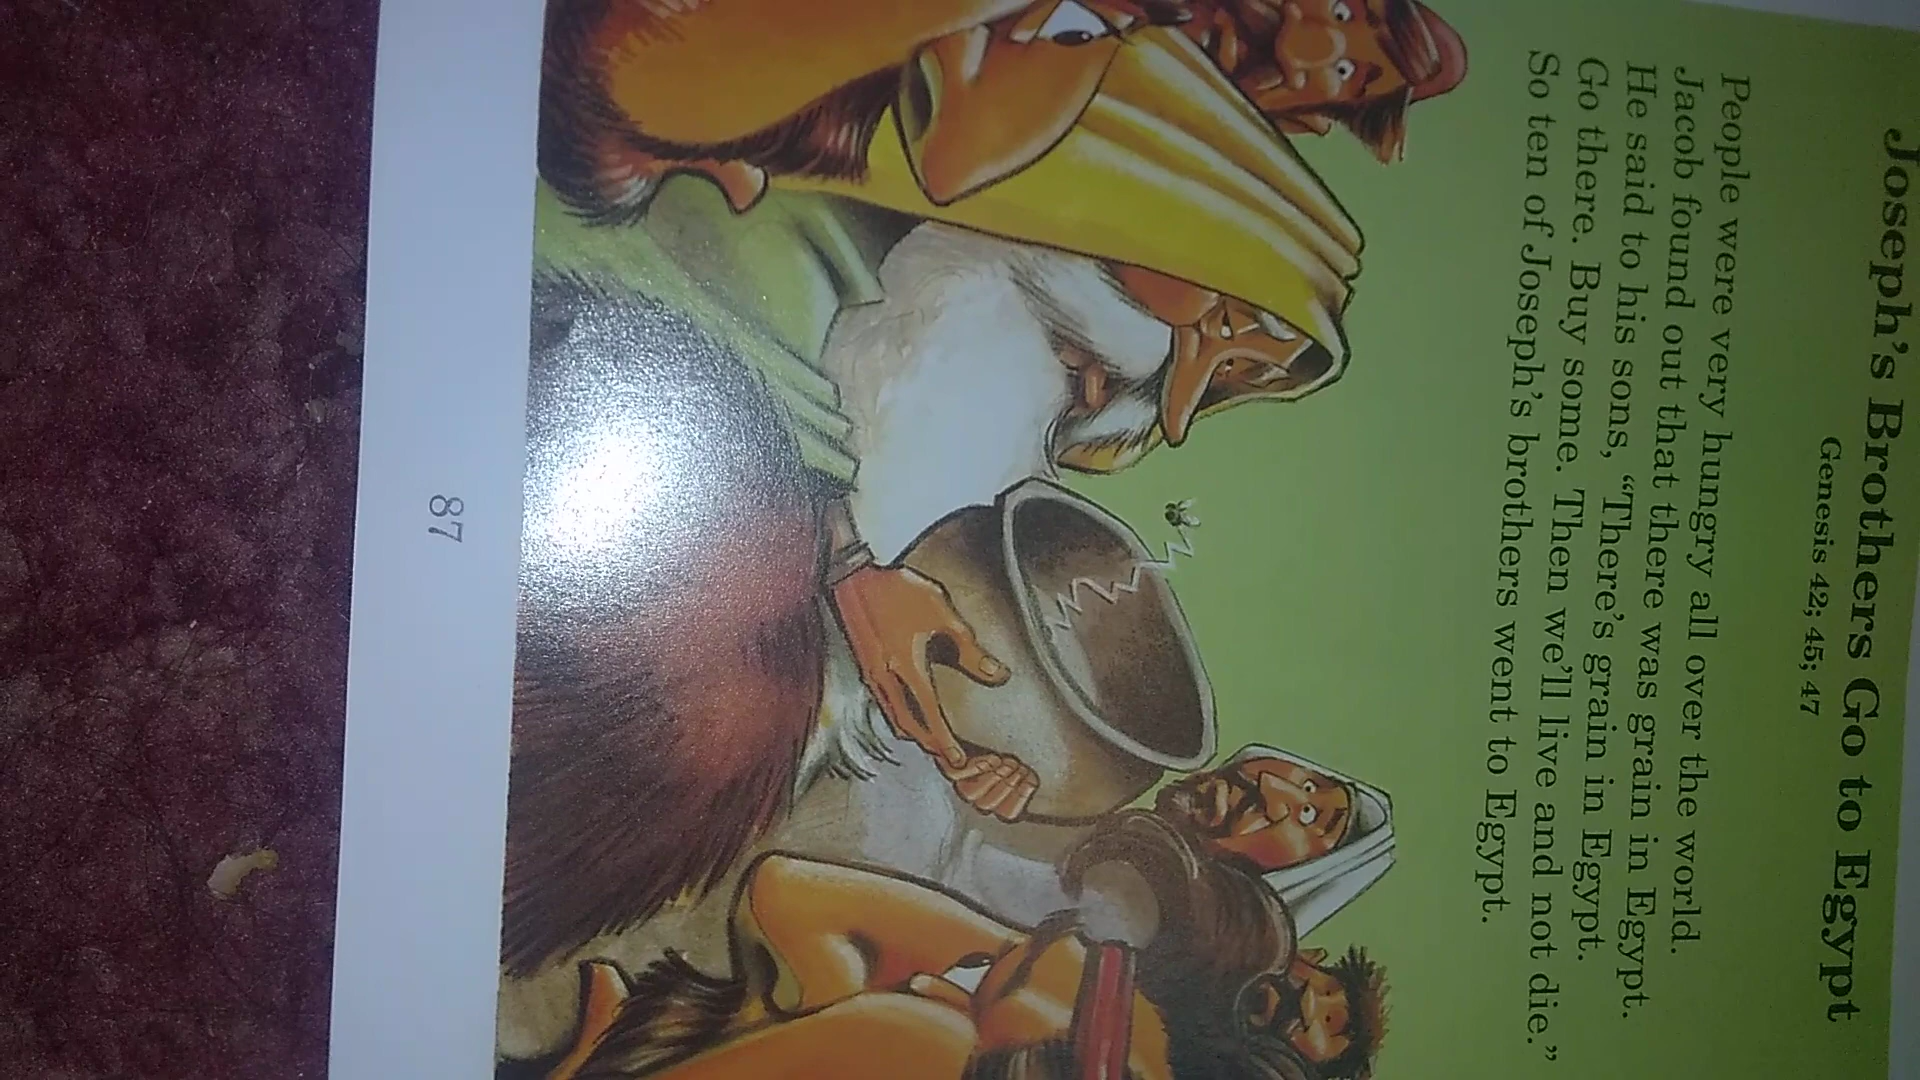 Joseph's Brothers Go to Egypt
Genesis 42; 45; 47
People were very hungry all over the world.
Jacob found out that there was grain in Egypt.
He said to his sons, “There's grain in Egypt.
Go there. Buy some. Then we'll live and not die.”
So ten of Joseph's brothers went to Egypt.
87